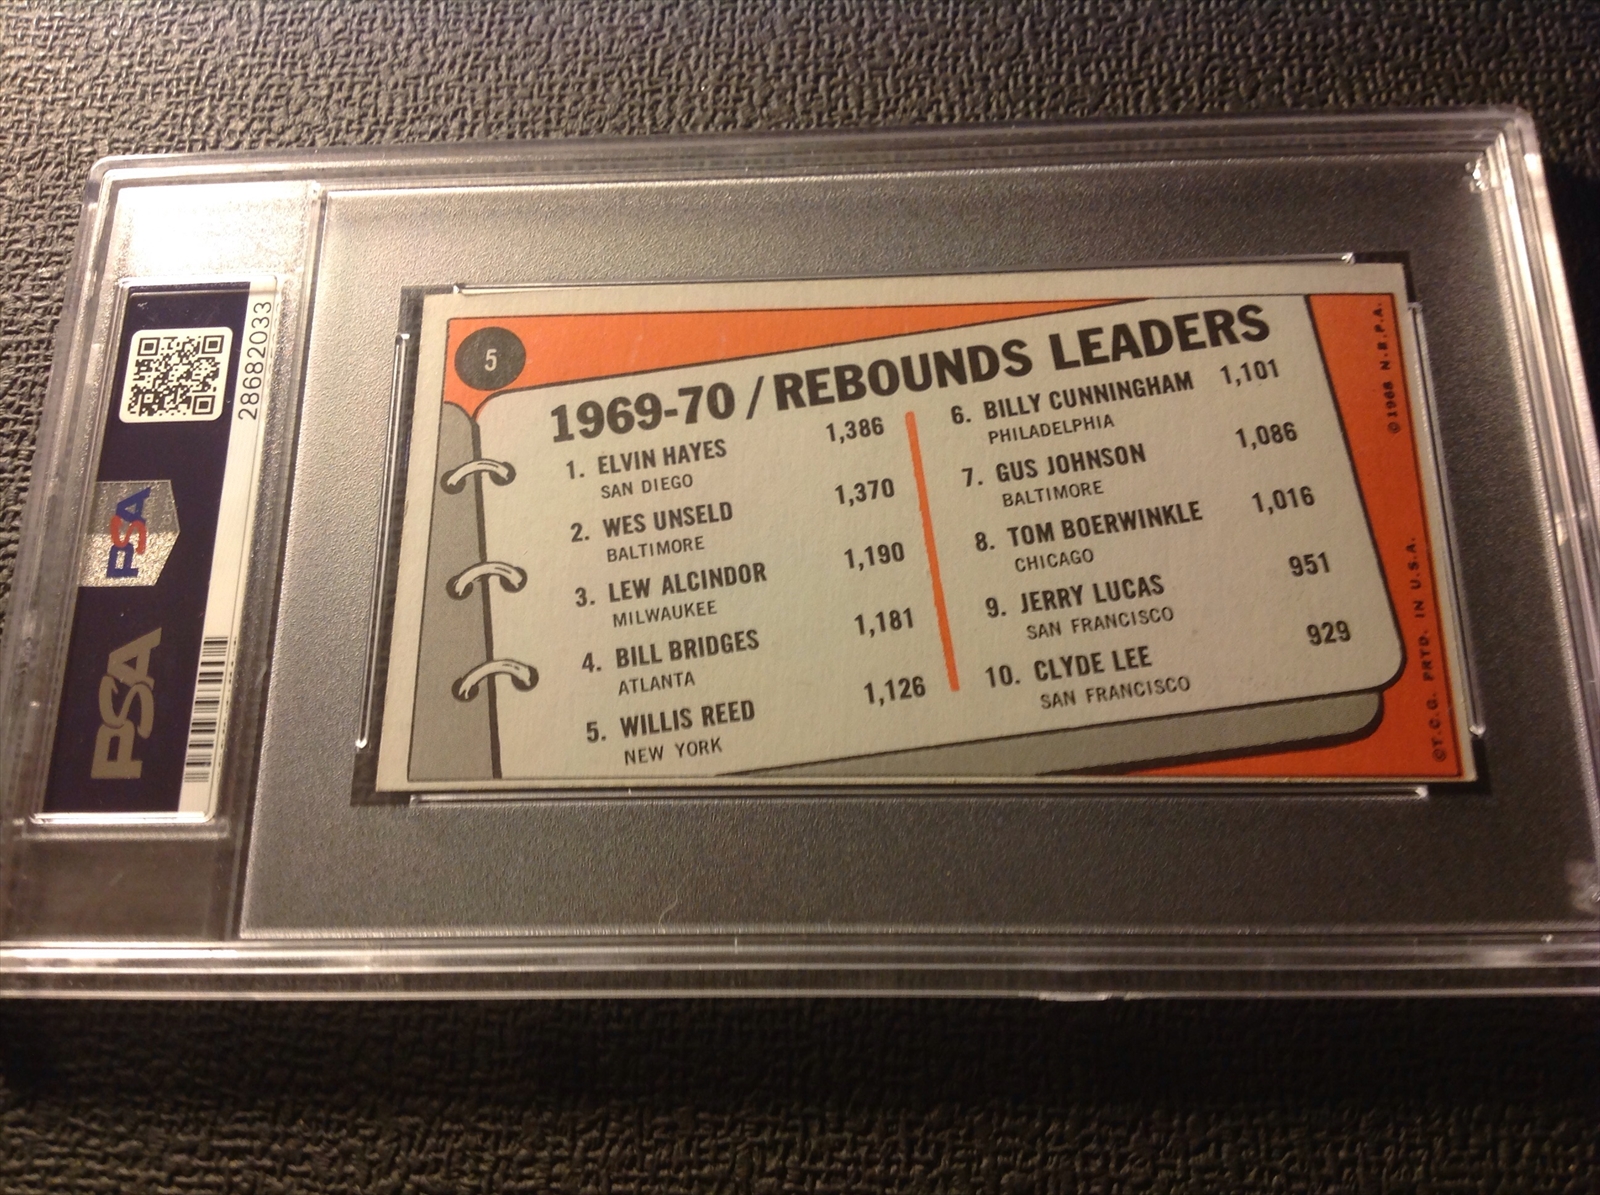 28682033
PSA
PSA
5
1969-70/REBOUNDS LEADERS
1. ELVIN HAYES 1,386
SAN DIEGO
2. WES UNSELD 1,370
BALTIMORE
3. LEW ALCINDOR 1,190
MILWAUKEE
4. BILL BRIDGES 1,181
ATLANTA
5. WILLIS REED 1,126
NEW YORK
6. BILLY CUNNINGHAM 1,101
PHILADELPHIA
7. GUS JOHNSON 1,086
BALTIMORE
8. TOM BOERWINKLE 1,016
CHICAGO
9. JERRY LUCAS 951
SAN FRANCISCO
10. CLYDE LEE 929
SAN FRANCISCO
©T.C.G. PRTD. IN U.S.A.
©1968 N.B.P.A.